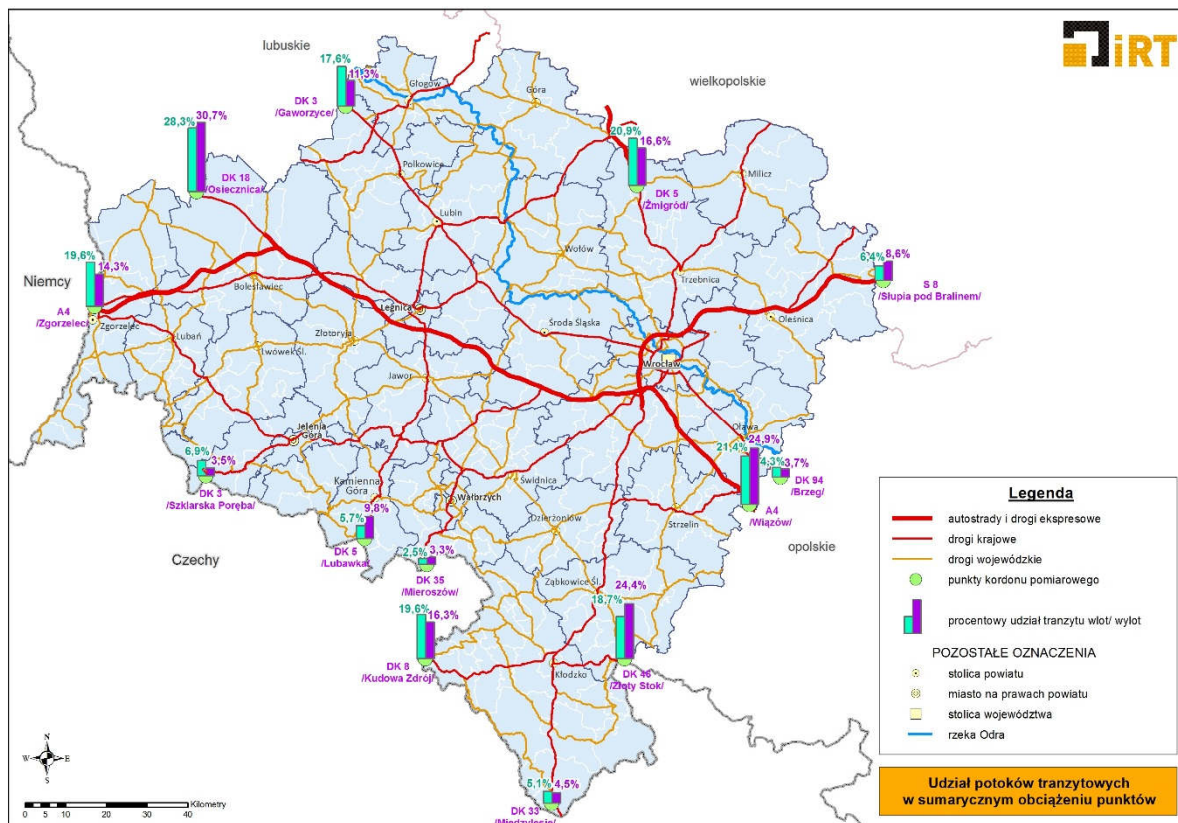 lubuskie
wielkopolskie
iRT
17,6%
11,3%
DK 3
/Gaworzyce/
Głogów
Góra
28,3%
30,7%
DK 18
/Osiecznica/
20,9%
16,6%
DK 5
/Żmigród/
Polkowice
Milicz
Lubin
Wołów
Trzebnica
6,4%
8,6%
S 8
/Słupia pod Bralinem/
19,6%
14,3%
Niemcy
A4
/Zgorzelec/
Zgorzelec
Bolesławiec
Legnica
Środa Śląska
Oleśnica
Lubań
Lwówek Śl.
Złotoryja
Wrocław
Jawor
Jelenia
Góra
Oława
21,4%
24,9%
4,3%
3,7%
DK 94
/Brzeg/
A4
/Wiązów/
6,9%
3,5%
DK 3
/Szklarska Poręba/
Kamienna
Góra
Wałbrzych
Świdnica
Dzierżoniów
Strzelin
opolskie
5,7%
9,8%
DK 5
/Lubawka/
Czechy
2,5%
3,3%
DK 35
/Mieroszów/
Ząbkowice Śl.
19,6%
16,3%
DK 8
/Kudowa Zdrój/
Kłodzko
18,7%
24,4%
DK 46
/Złoty Stok/
5,1%
4,5%
DK 33
/Międzylesie/
N
W
E
S
0 5 10 20 30 40
Kilometry
Legenda
autostrady i drogi ekspresowe
drogi krajowe
drogi wojewódzkie
punkty kordonu pomiarowego
procentowy udział tranzytu wlot/ wylot
POZOSTAŁE OZNACZENIA
stolica powiatu
miasto na prawach powiatu
stolica województwa
rzeka Odra
Udział potoków tranzytowych
w sumarycznym obciążeniu punktów